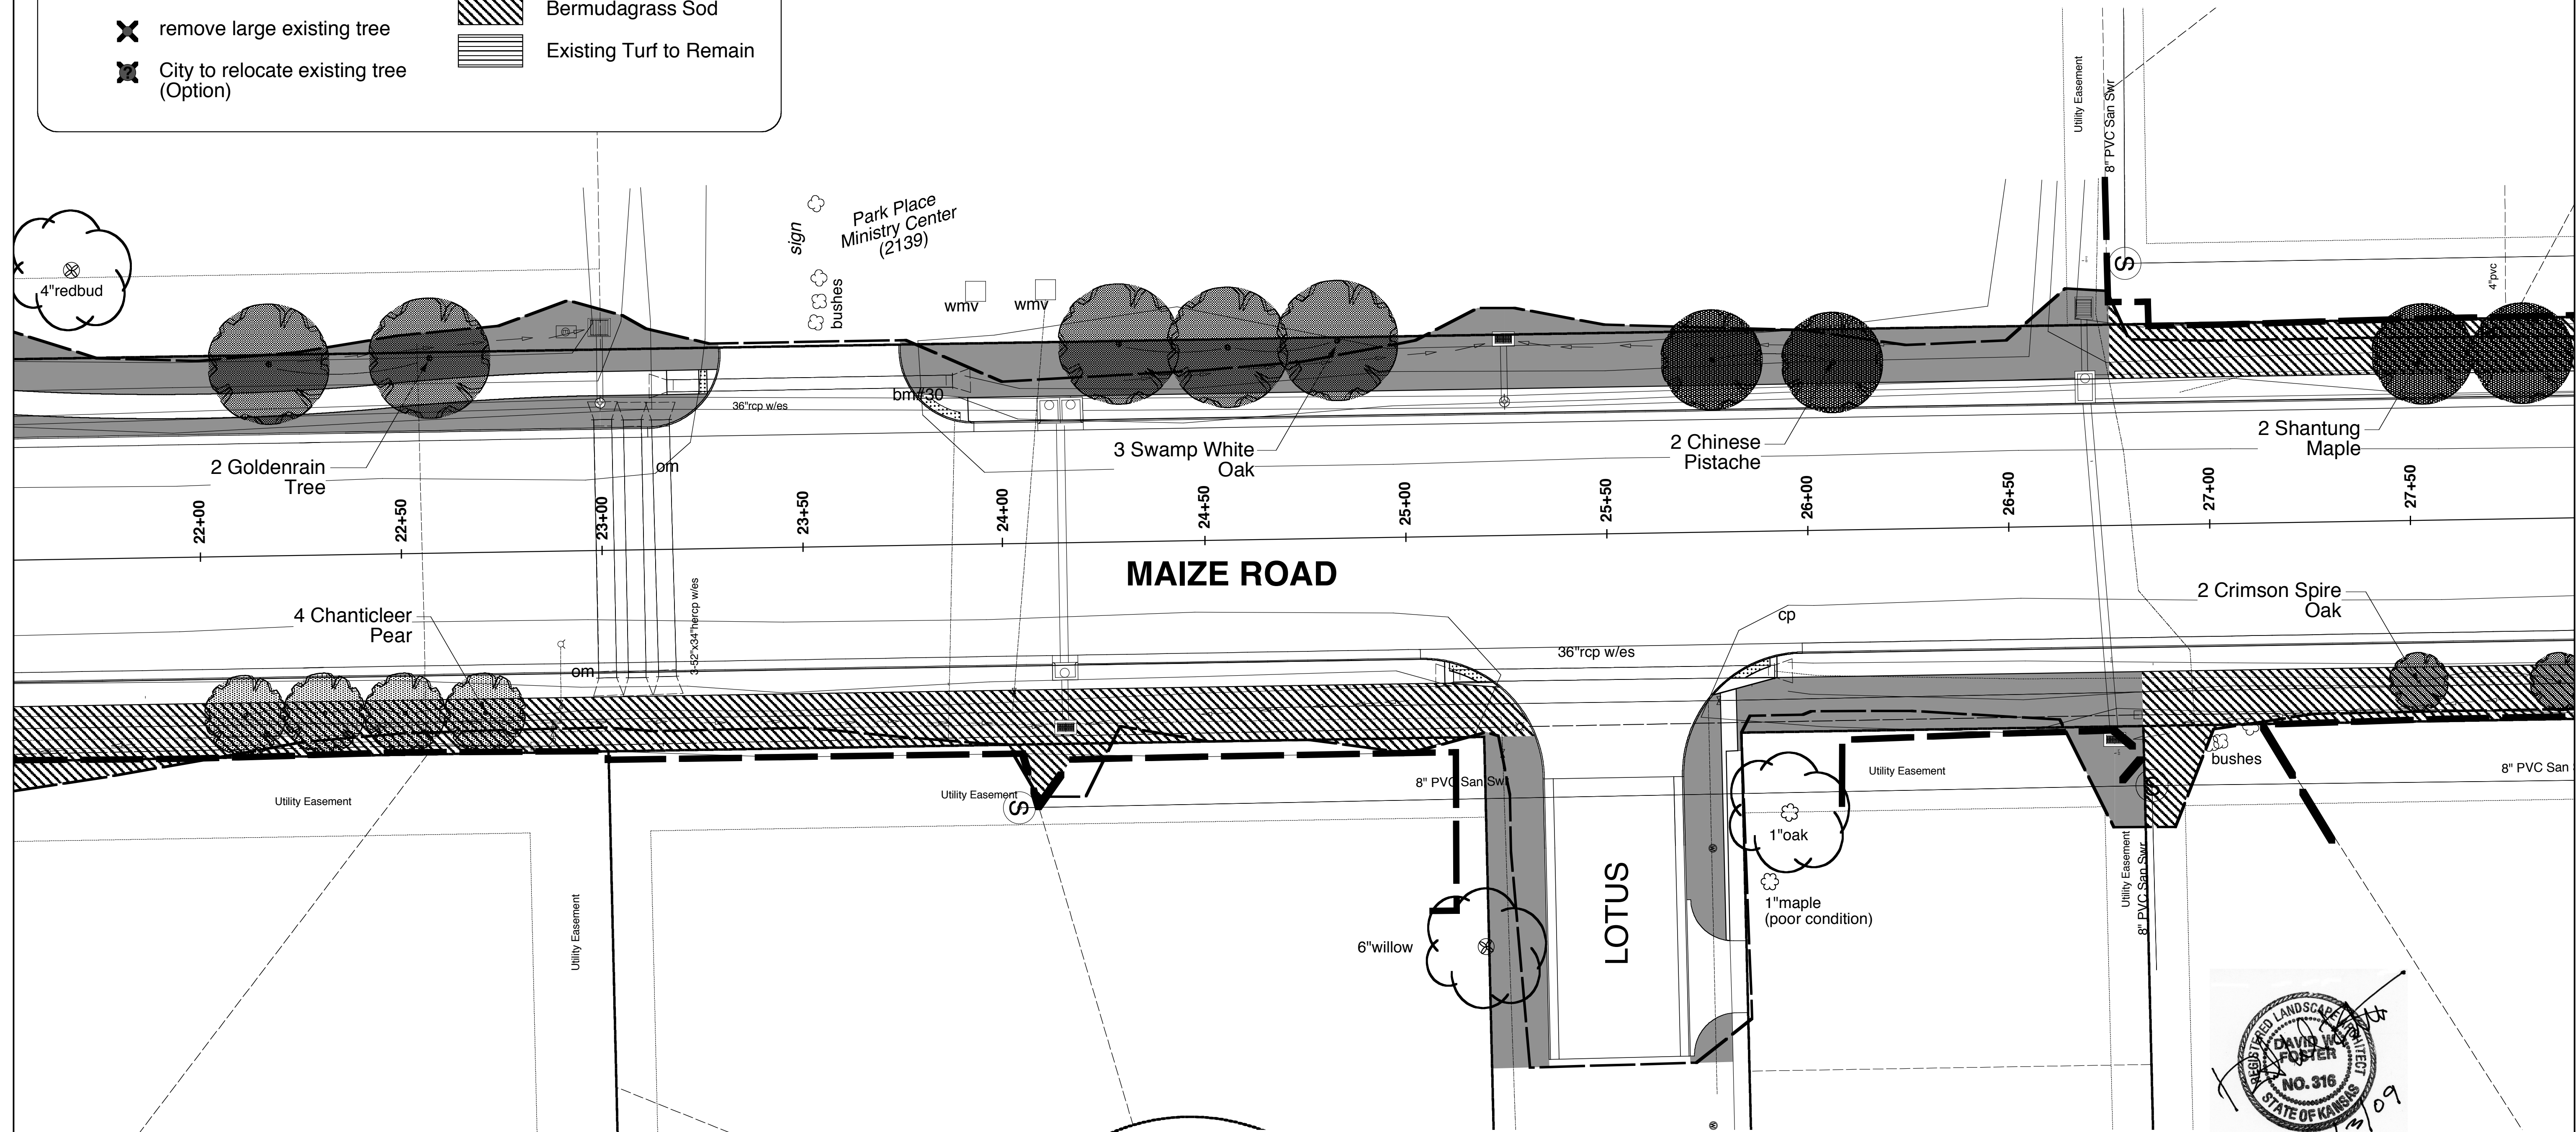 Bermudagrass Sod
remove large existing tree
Existing Turf to Remain
City to relocate existing tree
(Option)
?
Utility Easement
8" PVC San Swr
sign
Park Place
Ministry Center
(2139)
S
4"redbud
bushes
wmv
wmv
4"pvc
bm#30
36"rcp w/es
2 Goldenrain
Tree
om
3 Swamp White
Oak
2 Chinese
Pistache
2 Shantung
Maple
22+00
22+50
23+00
23+50
24+00
24+50
25+00
25+50
26+00
26+50
27+00
27+50
MAIZE ROAD
4 Chanticleer
Pear
3-52"x34"hercp w/es
om
36"rcp w/es
cp
2 Crimson Spire
Oak
Utility Easement
Utility Easement
S
8" PVC San Sw
Utility Easement
bushes
8" PVC San
S
1"oak
1"maple
(poor condition)
6"willow
LOTUS
Utility Easement
Utility Easement
8" PVC San Swr
REGISTERED LANDSCAPE ARCHITECT
DAVID W.
FOSTER
NO. 316
STATE OF KANSAS